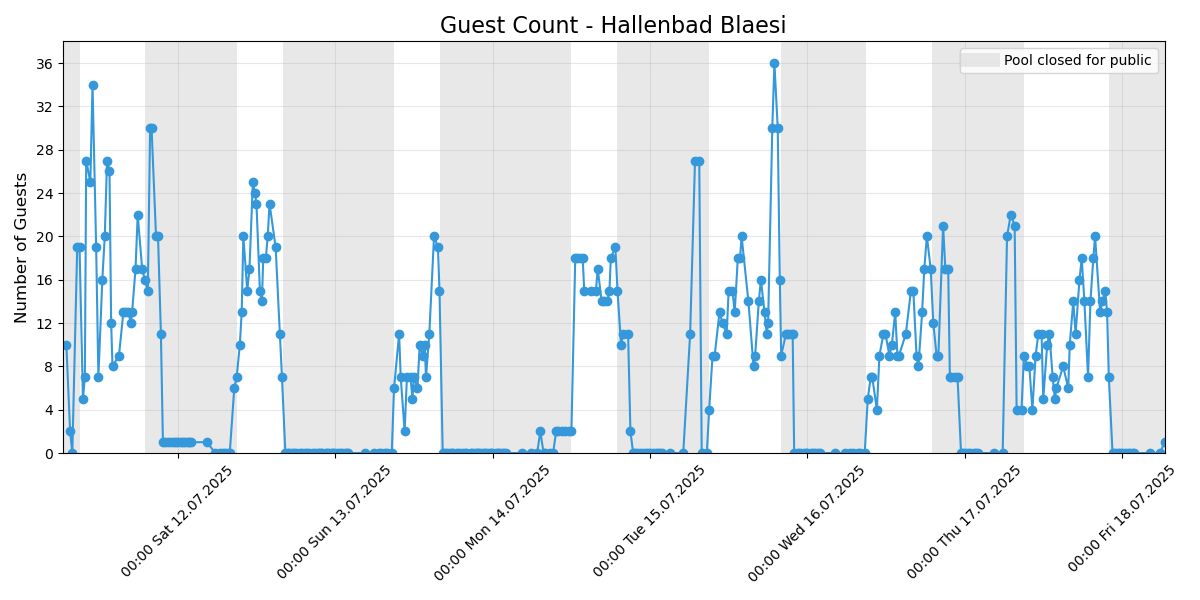 Guest Count - Hallenbad Blaesi
Pool closed for public
Number of Guests
36
32
28
24
20
16
12
8
4
0
00:00 Sat 12.07.2025
00:00 Sun 13.07.2025
00:00 Mon 14.07.2025
00:00 Tue 15.07.2025
00:00 Wed 16.07.2025
00:00 Thu 17.07.2025
00:00 Fri 18.07.2025